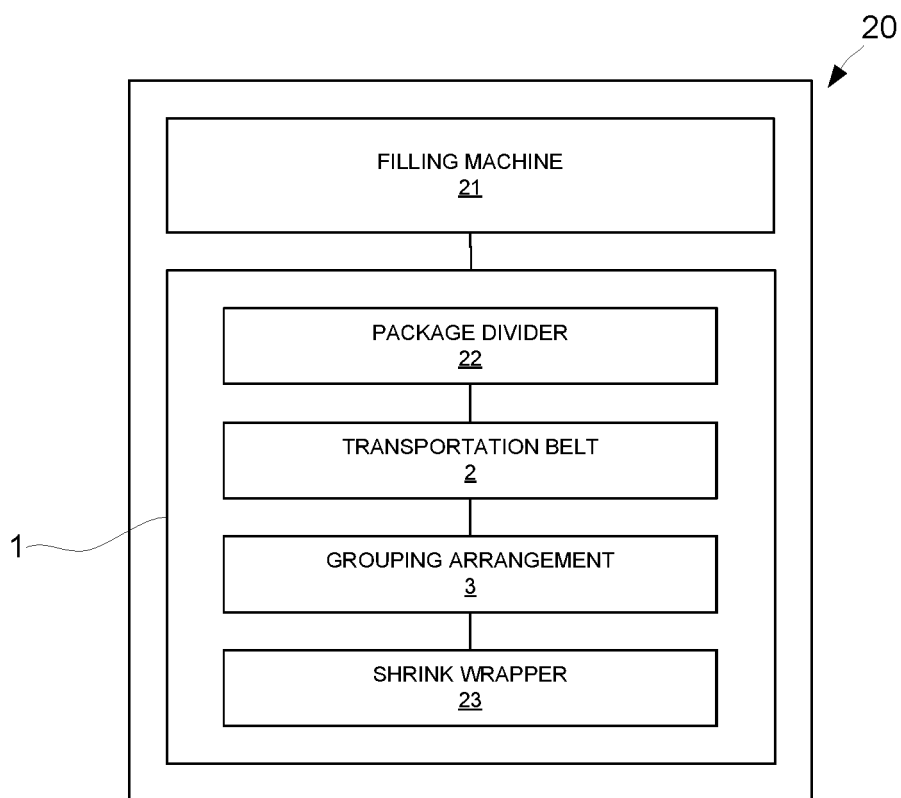 20
FILLING MACHINE
21
PACKAGE DIVIDER
22
TRANSPORTATION BELT
2
1
GROUPING ARRANGEMENT
3
SHRINK WRAPPER
23